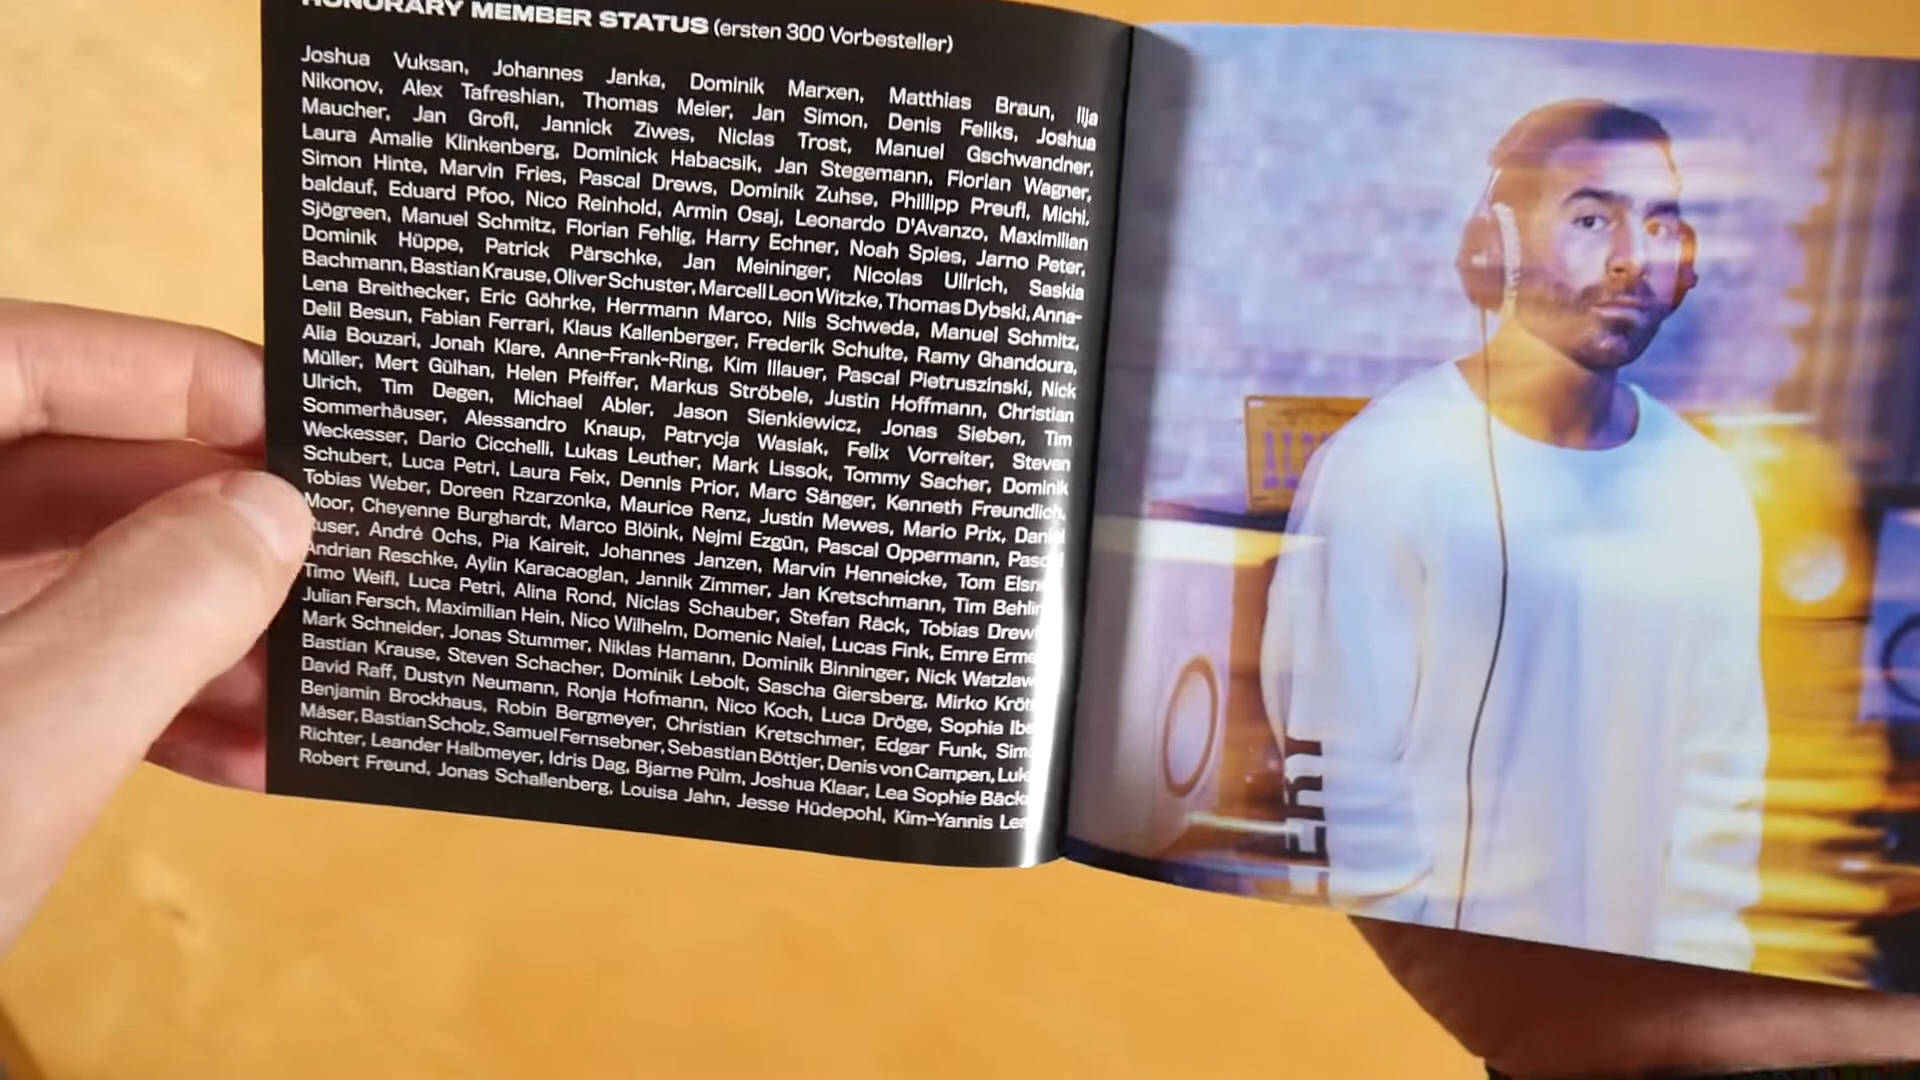 HONORARY MEMBER STATUS (ersten 300 Vorbesteller)
Joshua Vuksan, Johannes Janka, Dominik Marxen, Matthias Braun, Ilja
Nikonov, Alex Tafreshian, Thomas Meier, Jan Simon, Denis Feliks, Joshua
Maucher, Jan Grofl, Jannick Ziwes, Niclas Trost, Manuel Gschwandner,
Laura Amalie Klinkenberg, Dominick Habacsik, Jan Stegemann, Florian Wagner,
Simon Hinte, Marvin Fries, Pascal Drews, Dominik Zuhse, Phillipp Preufl, Michl,
baldauf, Eduard Pfoo, Nico Reinhold, Armin Osaj, Leonardo D'Avanzo, Maximilian
Sjögreen, Manuel Schmitz, Florian Fehlig, Harry Echner, Noah Spies, Jarno Peter,
Dominik Hüppe, Patrick Pärschke, Jan Meininger, Nicolas Ullrich, Saskia
Bachmann, Bastian Krause, Oliver Schuster, Marcell Leon Witzke, Thomas Dybski, Anna-
Lena Breithecker, Eric Göhrke, Herrmann Marco, Nils Schweda, Manuel Schmitz,
Delil Besun, Fabian Ferrari, Klaus Kallenberger, Frederik Schulte, Ramy Ghandoura,
Alia Bouzari, Jonah Klare, Anne-Frank-Ring, Kim Illauer, Pascal Pietruszinski, Nick
Müller, Mert Gülhan, Helen Pfeiffer, Markus Ströbele, Justin Hoffmann, Christian
Ulrich, Tim Degen, Michael Abler, Jason Sienkiewicz, Jonas Sieben, Tim
Sommerhäuser, Alessandro Knaup, Patrycja Wasiak, Felix Vorreiter, Steven
Weckesser, Dario Cicchelli, Lukas Leuther, Mark Lissok, Tommy Sacher, Dominik
Schubert, Luca Petri, Laura Feix, Dennis Prior, Marc Sänger, Kenneth Freundlich,
Tobias Weber, Doreen Rzarzonka, Maurice Renz, Justin Mewes, Mario Prix, Daniel
Moor, Cheyenne Burghardt, Marco Blöink, Nejmi Ezgün, Pascal Oppermann, Pascal
André Ochs, Pia Kaireit, Johannes Janzen, Marvin Henneicke, Tom
Andrian Reschke, Aylin Karacaoglan, Jannik Zimmer, Jan Kretschmann, Tim
Timo Weifl, Luca Petri, Alina Rond, Niclas Schauber, Stefan Räck, Tobias
Julian Fersch, Maximilian Hein, Nico Wilhelm, Domenic Naiel, Lucas Fink, Emre
Mark Schneider, Jonas Stummer, Niklas Hamann, Dominik Binninger, Nick
Bastian Krause, Steven Schacher, Dominik Lebolt, Sascha Giersberg, Mirko
David Raff, Dustyn Neumann, Ronja Hofmann, Nico Koch, Luca Dröge, Sophia
Benjamin Brockhaus, Robin Bergmeyer, Christian Kretschmer, Edgar Funk,
Mäser, Bastian Scholz, Samuel Fernsebner, Sebastian Böttjer, Denis von Campen,
Richter, Leander Halbmeyer, Idris Dag, Bjarne Pülm, Joshua Klaar, Lea Sophie
Robert Freund, Jonas Schallenberg, Louisa Jahn, Jesse Hüdepohl, Kim-Yannis